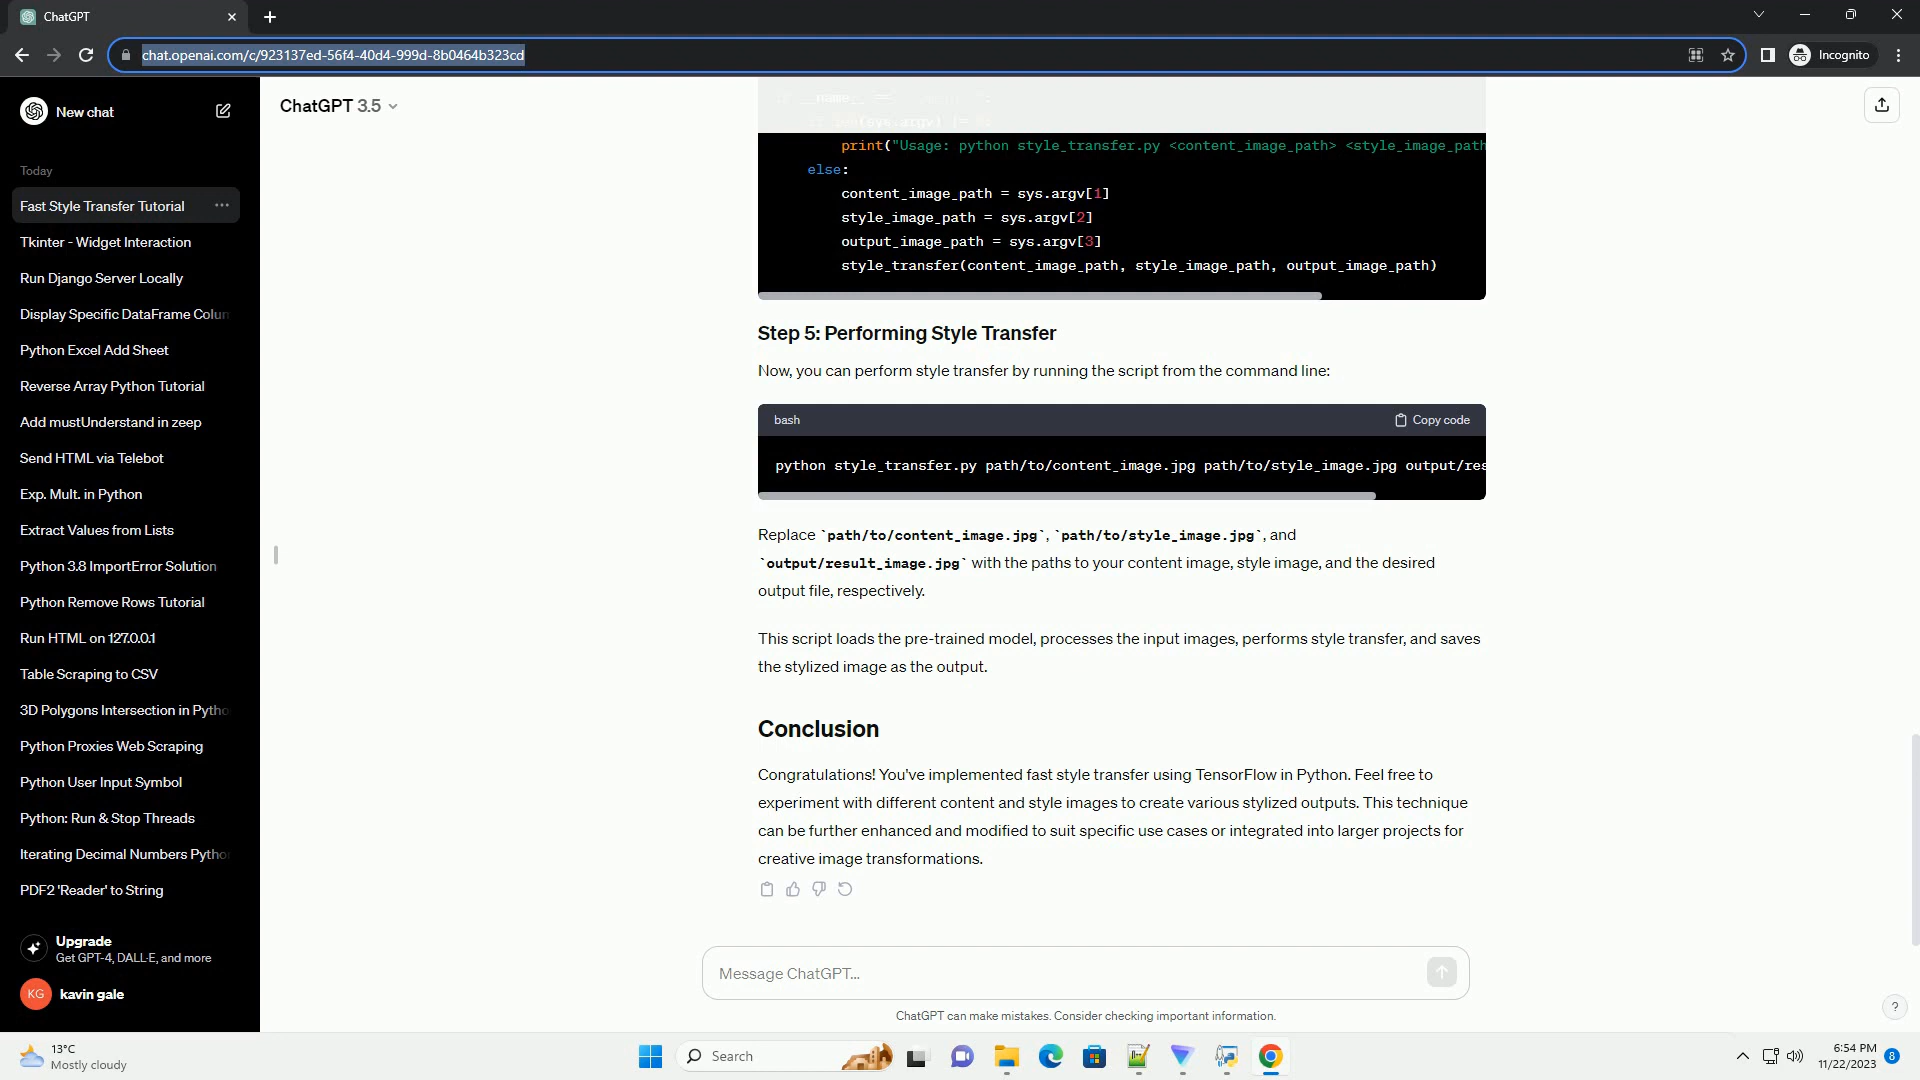 ChatGPT
chat.openai.com/c/923137ed-56f4-40d4-999d-8b0464b323cd
Incognito
New chat
Today
Fast Style Transfer Tutorial
Tkinter - Widget Interaction
Run Django Server Locally
Display Specific DataFrame Colum
Python Excel Add Sheet
Reverse Array Python Tutorial
Add mustUnderstand in zeep
Send HTML via Telebot
Exp. Mult. in Python
Extract Values from Lists
Python 3.8 ImportError Solution
Python Remove Rows Tutorial
Run HTML on 127.0.0.1
Table Scraping to CSV
3D Polygons Intersection in Pytho
Python Proxies Web Scraping
Python User Input Symbol
Python: Run & Stop Threads
Iterating Decimal Numbers Python
PDF2 'Reader' to String
Upgrade
Get GPT-4, DALL·E, and more
KG kavin gale
ChatGPT 3.5
print("Usage: python style_transfer.py <content_image_path> <style_image_path
else:
content_image_path = sys.argv[1]
style_image_path = sys.argv[2]
output_image_path = sys.argv[3]
style_transfer(content_image_path, style_image_path, output_image_path)
Step 5: Performing Style Transfer
Now, you can perform style transfer by running the script from the command line:
bash Copy code
python style_transfer.py path/to/content_image.jpg path/to/style_image.jpg output/res
Replace `path/to/content_image.jpg`, `path/to/style_image.jpg`, and
`output/result_image.jpg` with the paths to your content image, style image, and the desired
output file, respectively.
This script loads the pre-trained model, processes the input images, performs style transfer, and saves
the stylized image as the output.
Conclusion
Congratulations! You've implemented fast style transfer using TensorFlow in Python. Feel free to
experiment with different content and style images to create various stylized outputs. This technique
can be further enhanced and modified to suit specific use cases or integrated into larger projects for
creative image transformations.
Message ChatGPT...
ChatGPT can make mistakes. Consider checking important information.
?
13°C
Mostly cloudy
Search
6:54 PM
11/22/2023
8